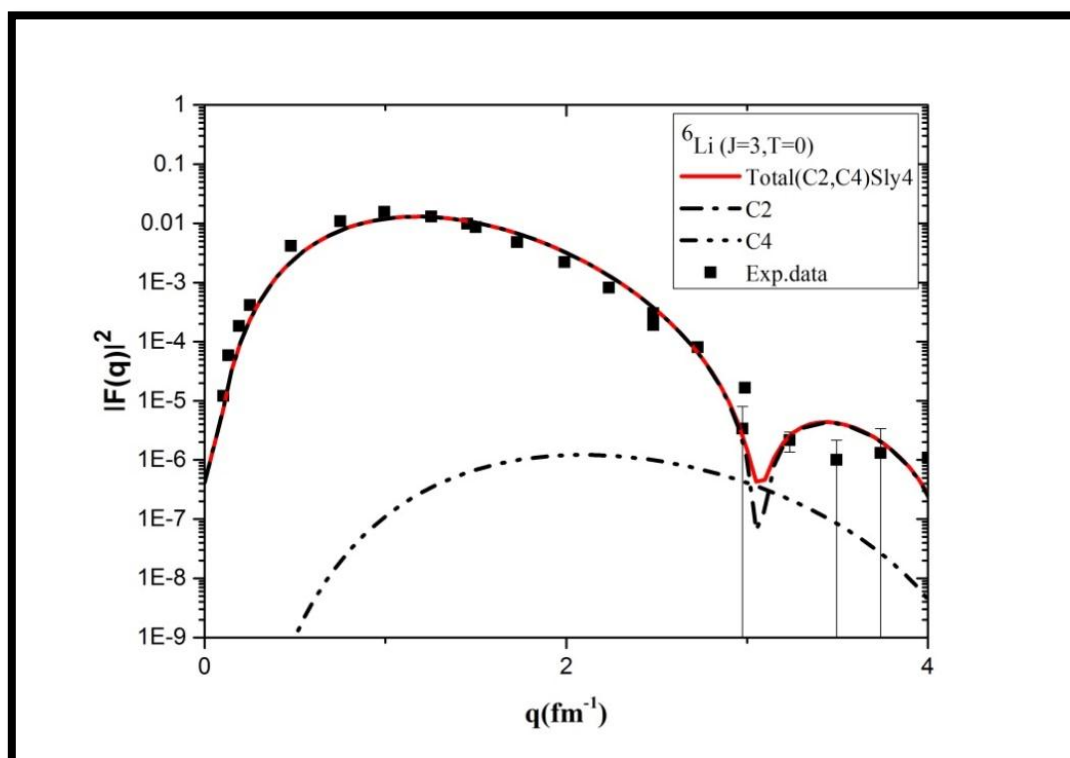 1
0.1
0.01
1E-3
1E-4
1E-5
1E-6
1E-7
1E-8
1E-9
|F(q)|²
0 2 4
q(fm⁻¹)
⁶Li (J=3,T=0)
Total(C2,C4)Sly4
C2
C4
Exp.data